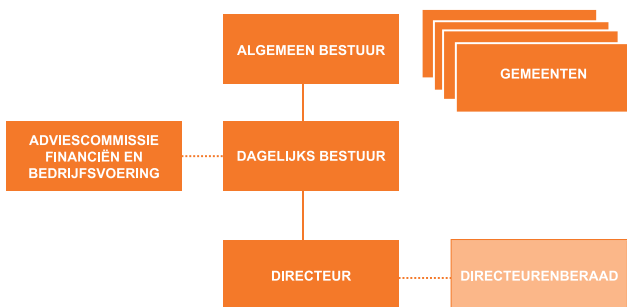 ALGEMEEN BESTUUR
GEMEENTEN
ADVIESCOMMISSIE
FINANCIËN EN
BEDRIJFSVOERING
DAGELIJKS BESTUUR
DIRECTEUR
DIRECTEURENBERAAD